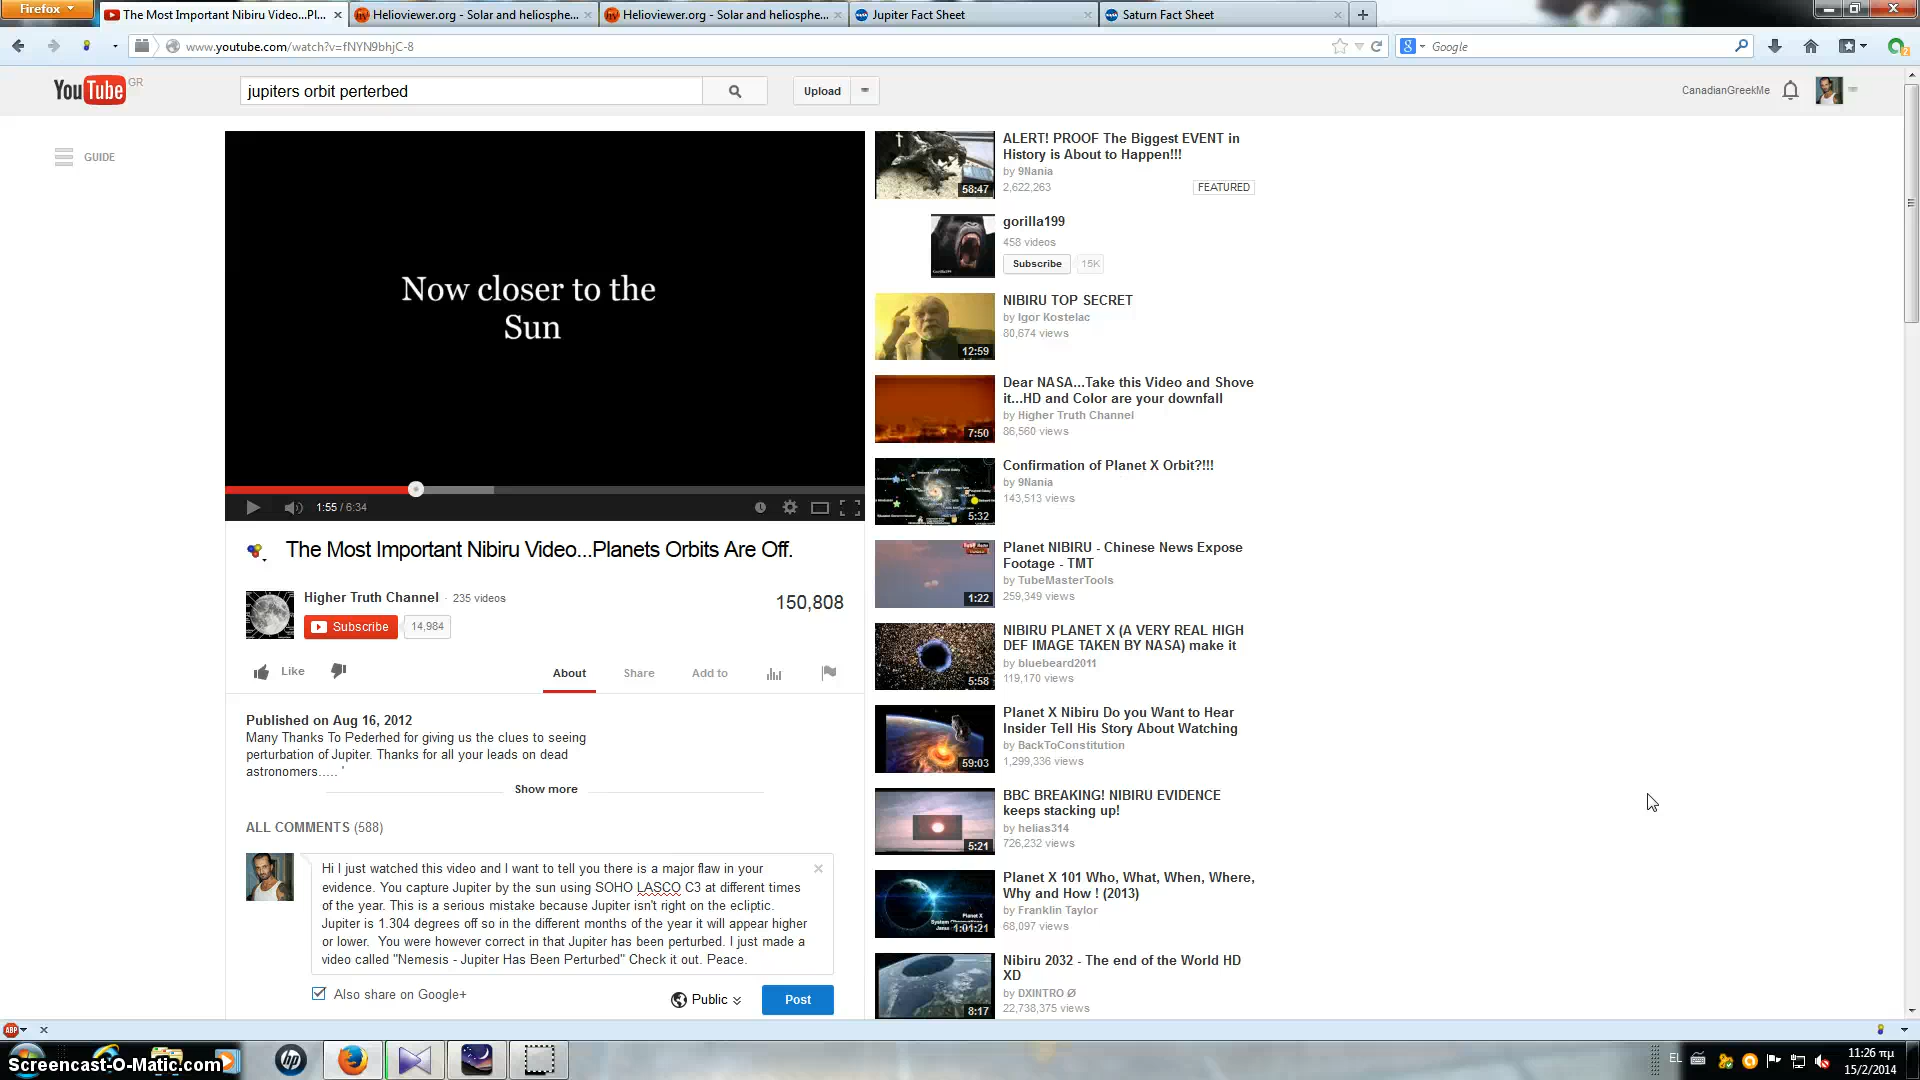 Firefox
The Most Important Nibiru Video...Pl...
Helioviewer.org - Solar and heliosphe...
Helioviewer.org - Solar and heliosphe...
Jupiter Fact Sheet
Saturn Fact Sheet
www.youtube.com/watch?v=fNYN9bhjC-8
Google
YouTube GR
jupiters orbit perterbed
Upload
CanadianGreekMe
GUIDE
Now closer to the
Sun
1:55 / 6:34
The Most Important Nibiru Video...Planets Orbits Are Off.
Higher Truth Channel · 235 videos
Subscribe 14,984
150,808
Like
About
Share
Add to
Published on Aug 16, 2012
Many Thanks To Pederhed for giving us the clues to seeing
perturbation of Jupiter. Thanks for all your leads on dead
astronomers..... '
Show more
ALL COMMENTS (588)
Hi I just watched this video and I want to tell you there is a major flaw in your
evidence. You capture Jupiter by the sun using SOHO LASCO C3 at different times
of the year. This is a serious mistake because Jupiter isn't right on the ecliptic.
Jupiter is 1.304 degrees off so in the different months of the year it will appear higher
or lower.  You were however correct in that Jupiter has been perturbed. I just made a
video called "Nemesis - Jupiter Has Been Perturbed" Check it out. Peace.
Also share on Google+
Public
Post
ALERT! PROOF The Biggest EVENT in
History is About to Happen!!!
by 9Nania
2,622,263
FEATURED
58:47
gorilla199
458 videos
Subscribe 15K
NIBIRU TOP SECRET
by Igor Kostelac
80,674 views
12:59
Dear NASA...Take this Video and Shove
it...HD and Color are your downfall
by Higher Truth Channel
86,560 views
7:50
Confirmation of Planet X Orbit?!!!
by 9Nania
143,513 views
5:32
Planet NIBIRU - Chinese News Expose
Footage - TMT
by TubeMasterTools
259,349 views
1:22
NIBIRU PLANET X (A VERY REAL HIGH
DEF IMAGE TAKEN BY NASA) make it
by bluebeard2011
119,170 views
5:58
Planet X Nibiru Do you Want to Hear
Insider Tell His Story About Watching
by BackToConstitution
1,299,336 views
59:03
BBC BREAKING! NIBIRU EVIDENCE
keeps stacking up!
by helias314
726,232 views
5:21
Planet X 101 Who, What, When, Where,
Why and How ! (2013)
by Franklin Taylor
68,097 views
1:01:21
Nibiru 2032 - The end of the World HD
XD
by DXINTRO Ø
22,738,375 views
8:17
ABP
hp
Screencast-O-Matic.com
EL
11:26 πμ
15/2/2014